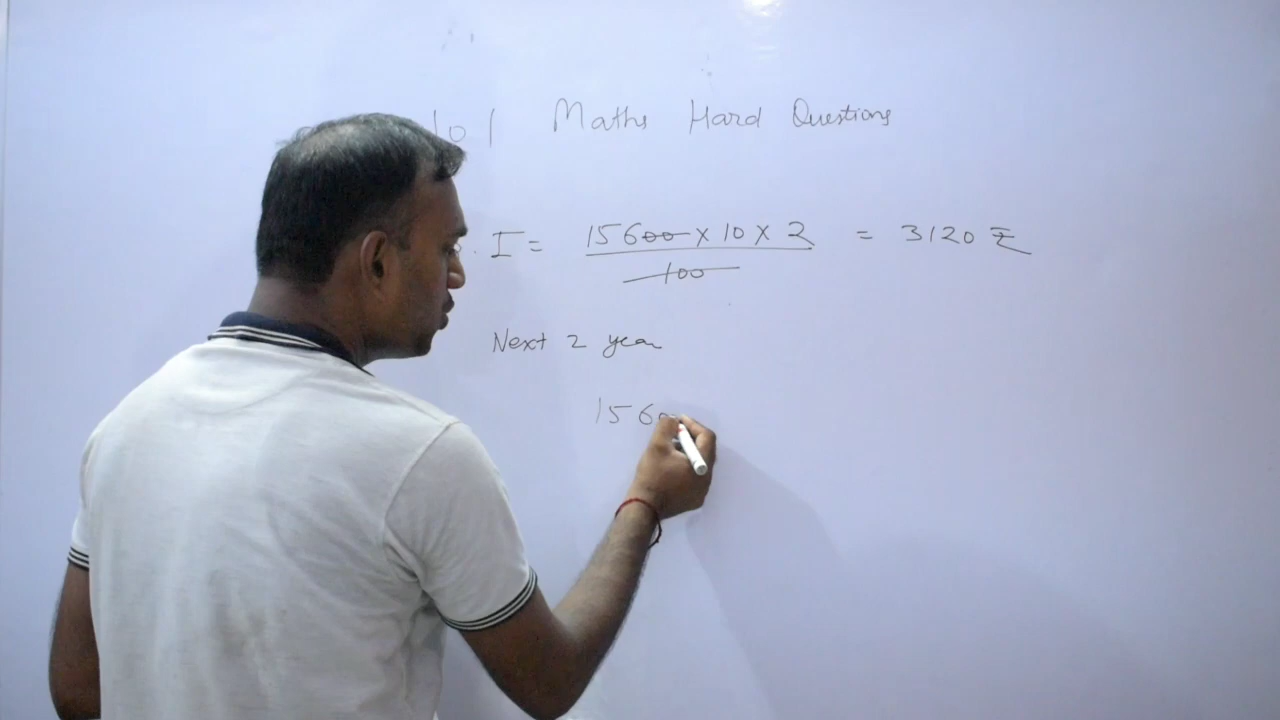 101 Maths Hard Questions
I = 15600 × 10 × 2 = 3120 ₹
100
Next 2 year
1560